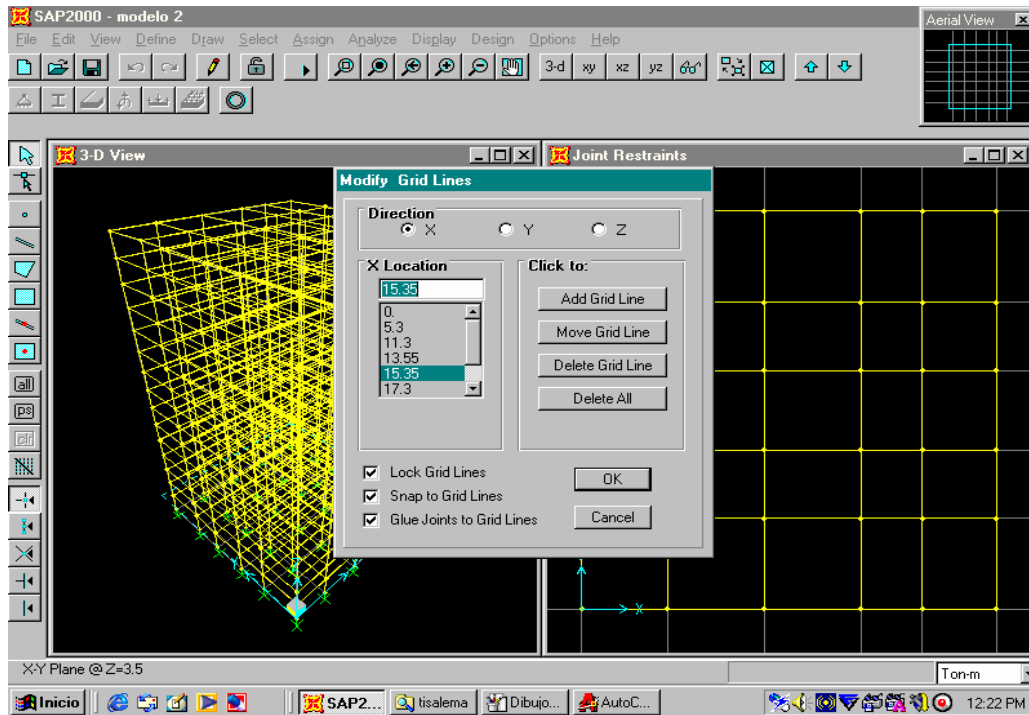 SAP2000 - modelo 2
Aerial View
File Edit View Define Draw Select Assign Analyze Display Design Options Help
3-d xy xz yz
3-D View
Joint Restraints
Modify Grid Lines
Direction
X Y Z
X Location
Click to:
15.35
0.
5.3
11.3
13.55
15.35
17.3
Add Grid Line
Move Grid Line
Delete Grid Line
Delete All
Lock Grid Lines
Snap to Grid Lines
Glue Joints to Grid Lines
OK
Cancel
all
ps
clr
X
X-Y Plane @ Z=3.5
Ton-m
Inicio
SAP2...
tisalema
Dibujo...
AutoC...
12:22 PM